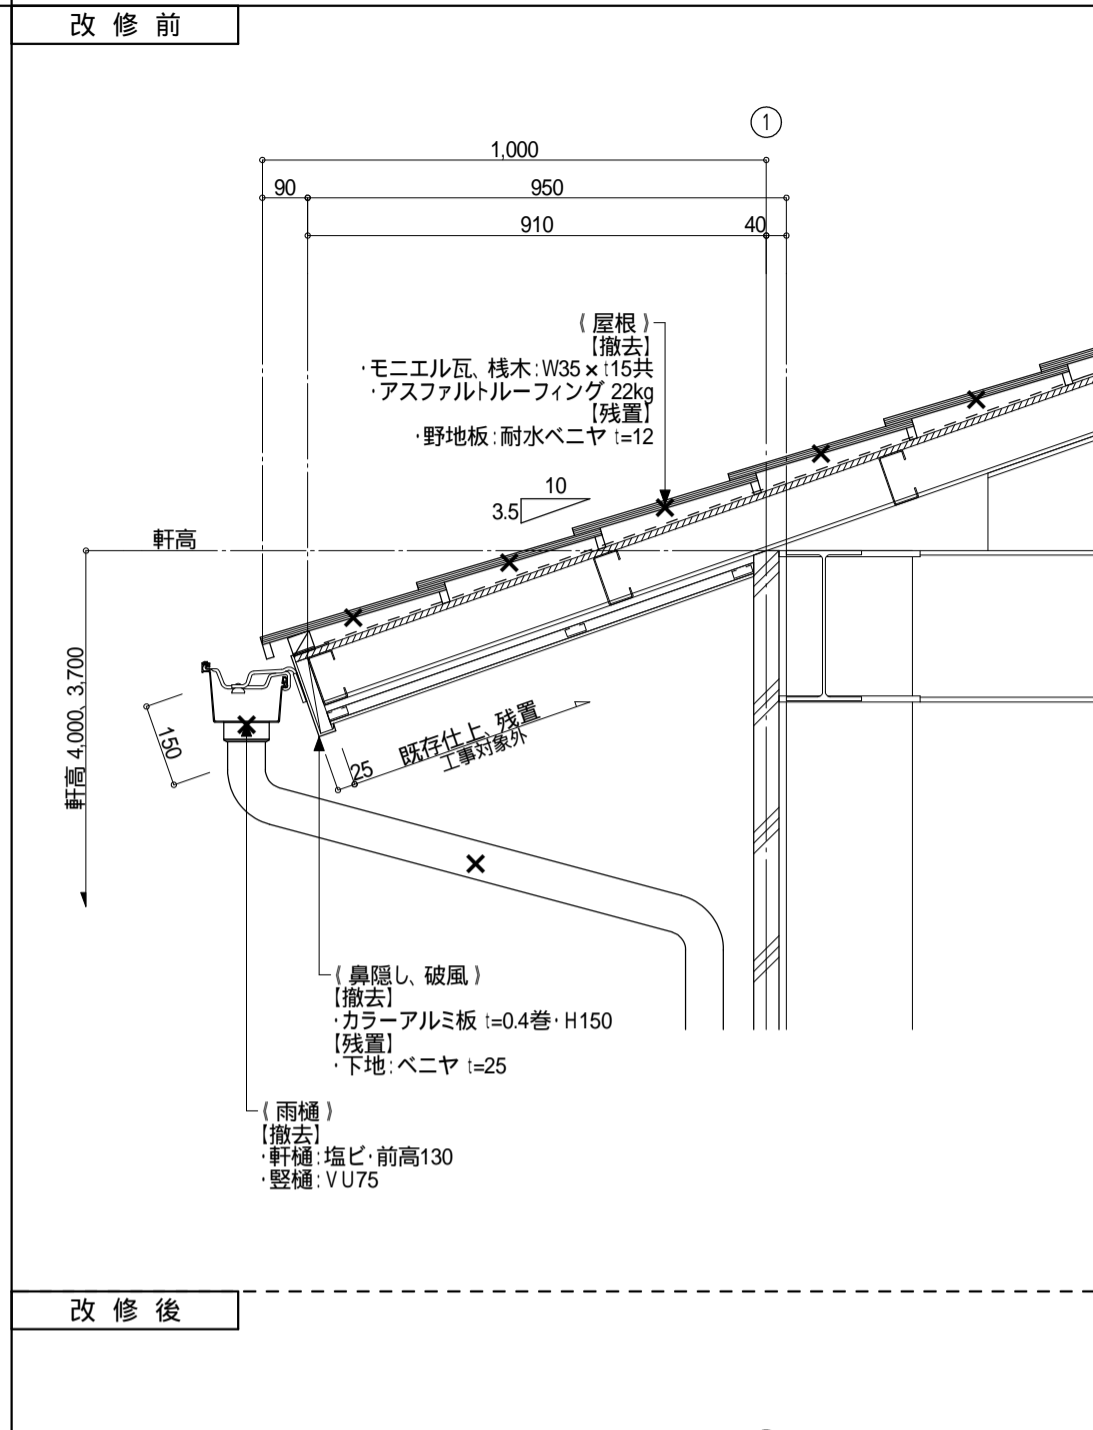 改修前
1
1,000
90
950
910
40
《 屋根 》
【撤去】
・モニエル瓦、桟木:W35×t15共
・アスファルトルーフィング 22kg
【残置】
・野地板:耐水ベニヤ t=12
10
3.5
軒高
軒高 4,000、3,700
150
25
既存仕上、残置
工事対象外
《 鼻隠し、破風 》
【撤去】
・カラーアルミ板 t=0.4巻・H150
【残置】
・下地:ベニヤ t=25
《 雨樋 》
【撤去】
・軒樋:塩ビ・前高130
・竪樋:VU75
改修後